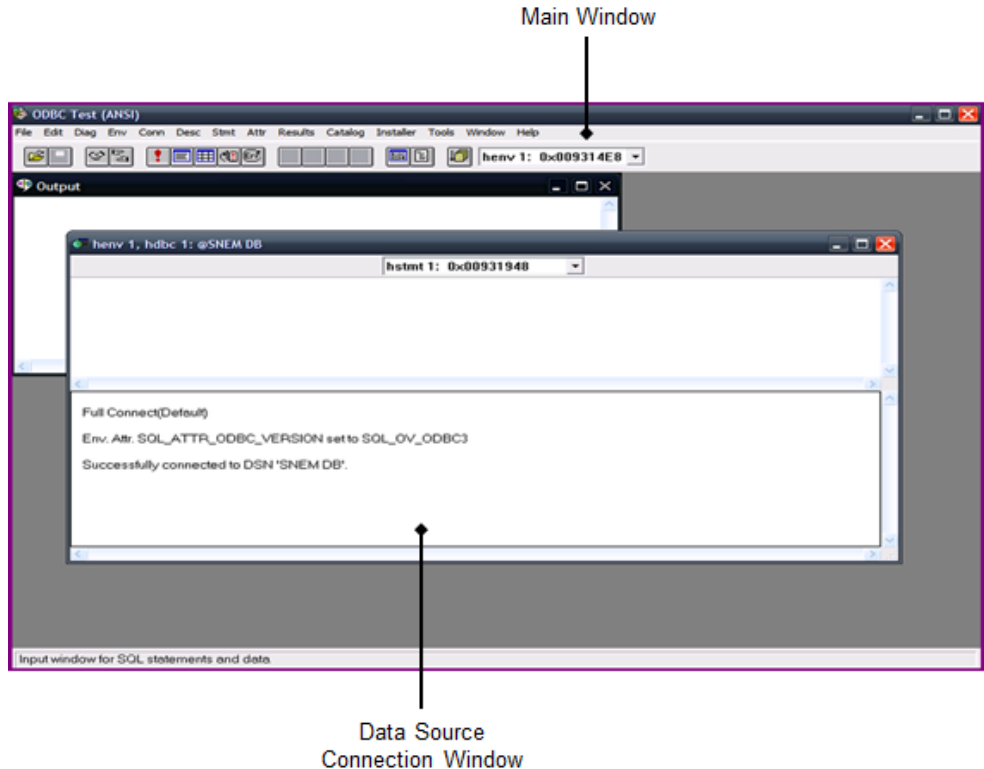 Main Window
ODBC Test (ANSI)
File Edit Diag Env Conn Desc Stmt Attr Results Catalog Installer Tools Window Help
henv 1: 0x009314E8
Output
henv 1, hdbc 1: @SNEM DB
hstmt 1: 0x00931948
Full Connect(Default)
Env. Attr. SQL_ATTR_ODBC_VERSION set to SQL_OV_ODBC3
Successfully connected to DSN 'SNEM DB'.
Input window for SQL statements and data
Data Source
Connection Window